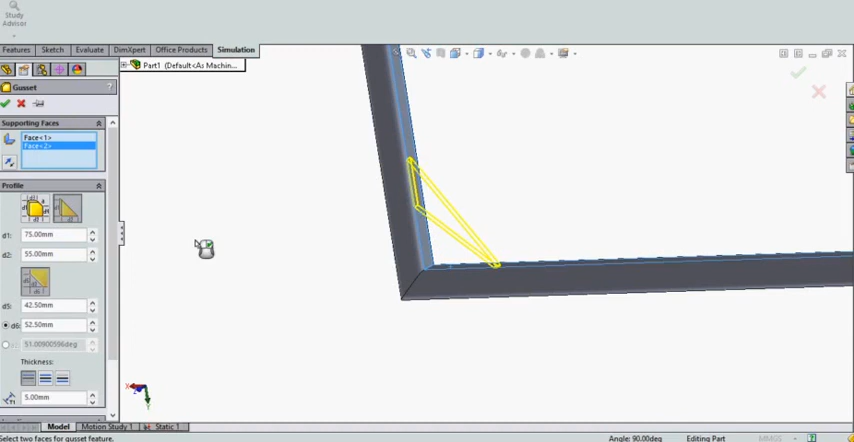 Study
Advisor
Features Sketch Evaluate DimXpert Office Products Simulation
Part1 (Default<As Machin...
Gusset ?
Supporting Faces
Face<1>
Face<2>
Profile
d1: 75.00mm
d2: 55.00mm
d5: 42.50mm
d6: 52.50mm
51.00900596deg
Thickness:
5.00mm
Model Motion Study 1 Static 1
Select two faces for gusset feature. Angle: 90.00deg Editing Part MMGS